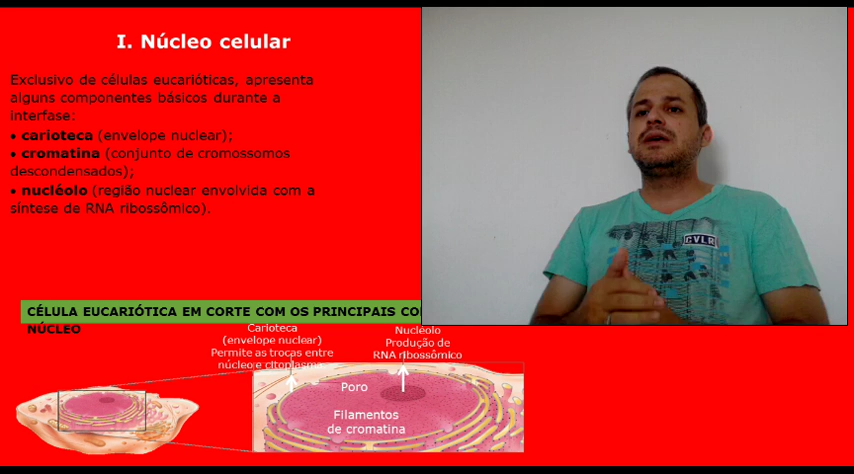 I. Núcleo celular
Exclusivo de células eucarióticas, apresenta
alguns componentes básicos durante a
interfase:
• carioteca (envelope nuclear);
• cromatina (conjunto de cromossomos
descondensados);
• nucléolo (região nuclear envolvida com a
síntese de RNA ribossômico).
CVLR
CÉLULA EUCARIÓTICA EM CORTE COM OS PRINCIPAIS
NÚCLEO
Carioteca
(envelope nuclear)
Permite as trocas entre
núcleo e citoplasma
Nucléolo
Produção de
RNA ribossômico
Poro
Filamentos
de cromatina